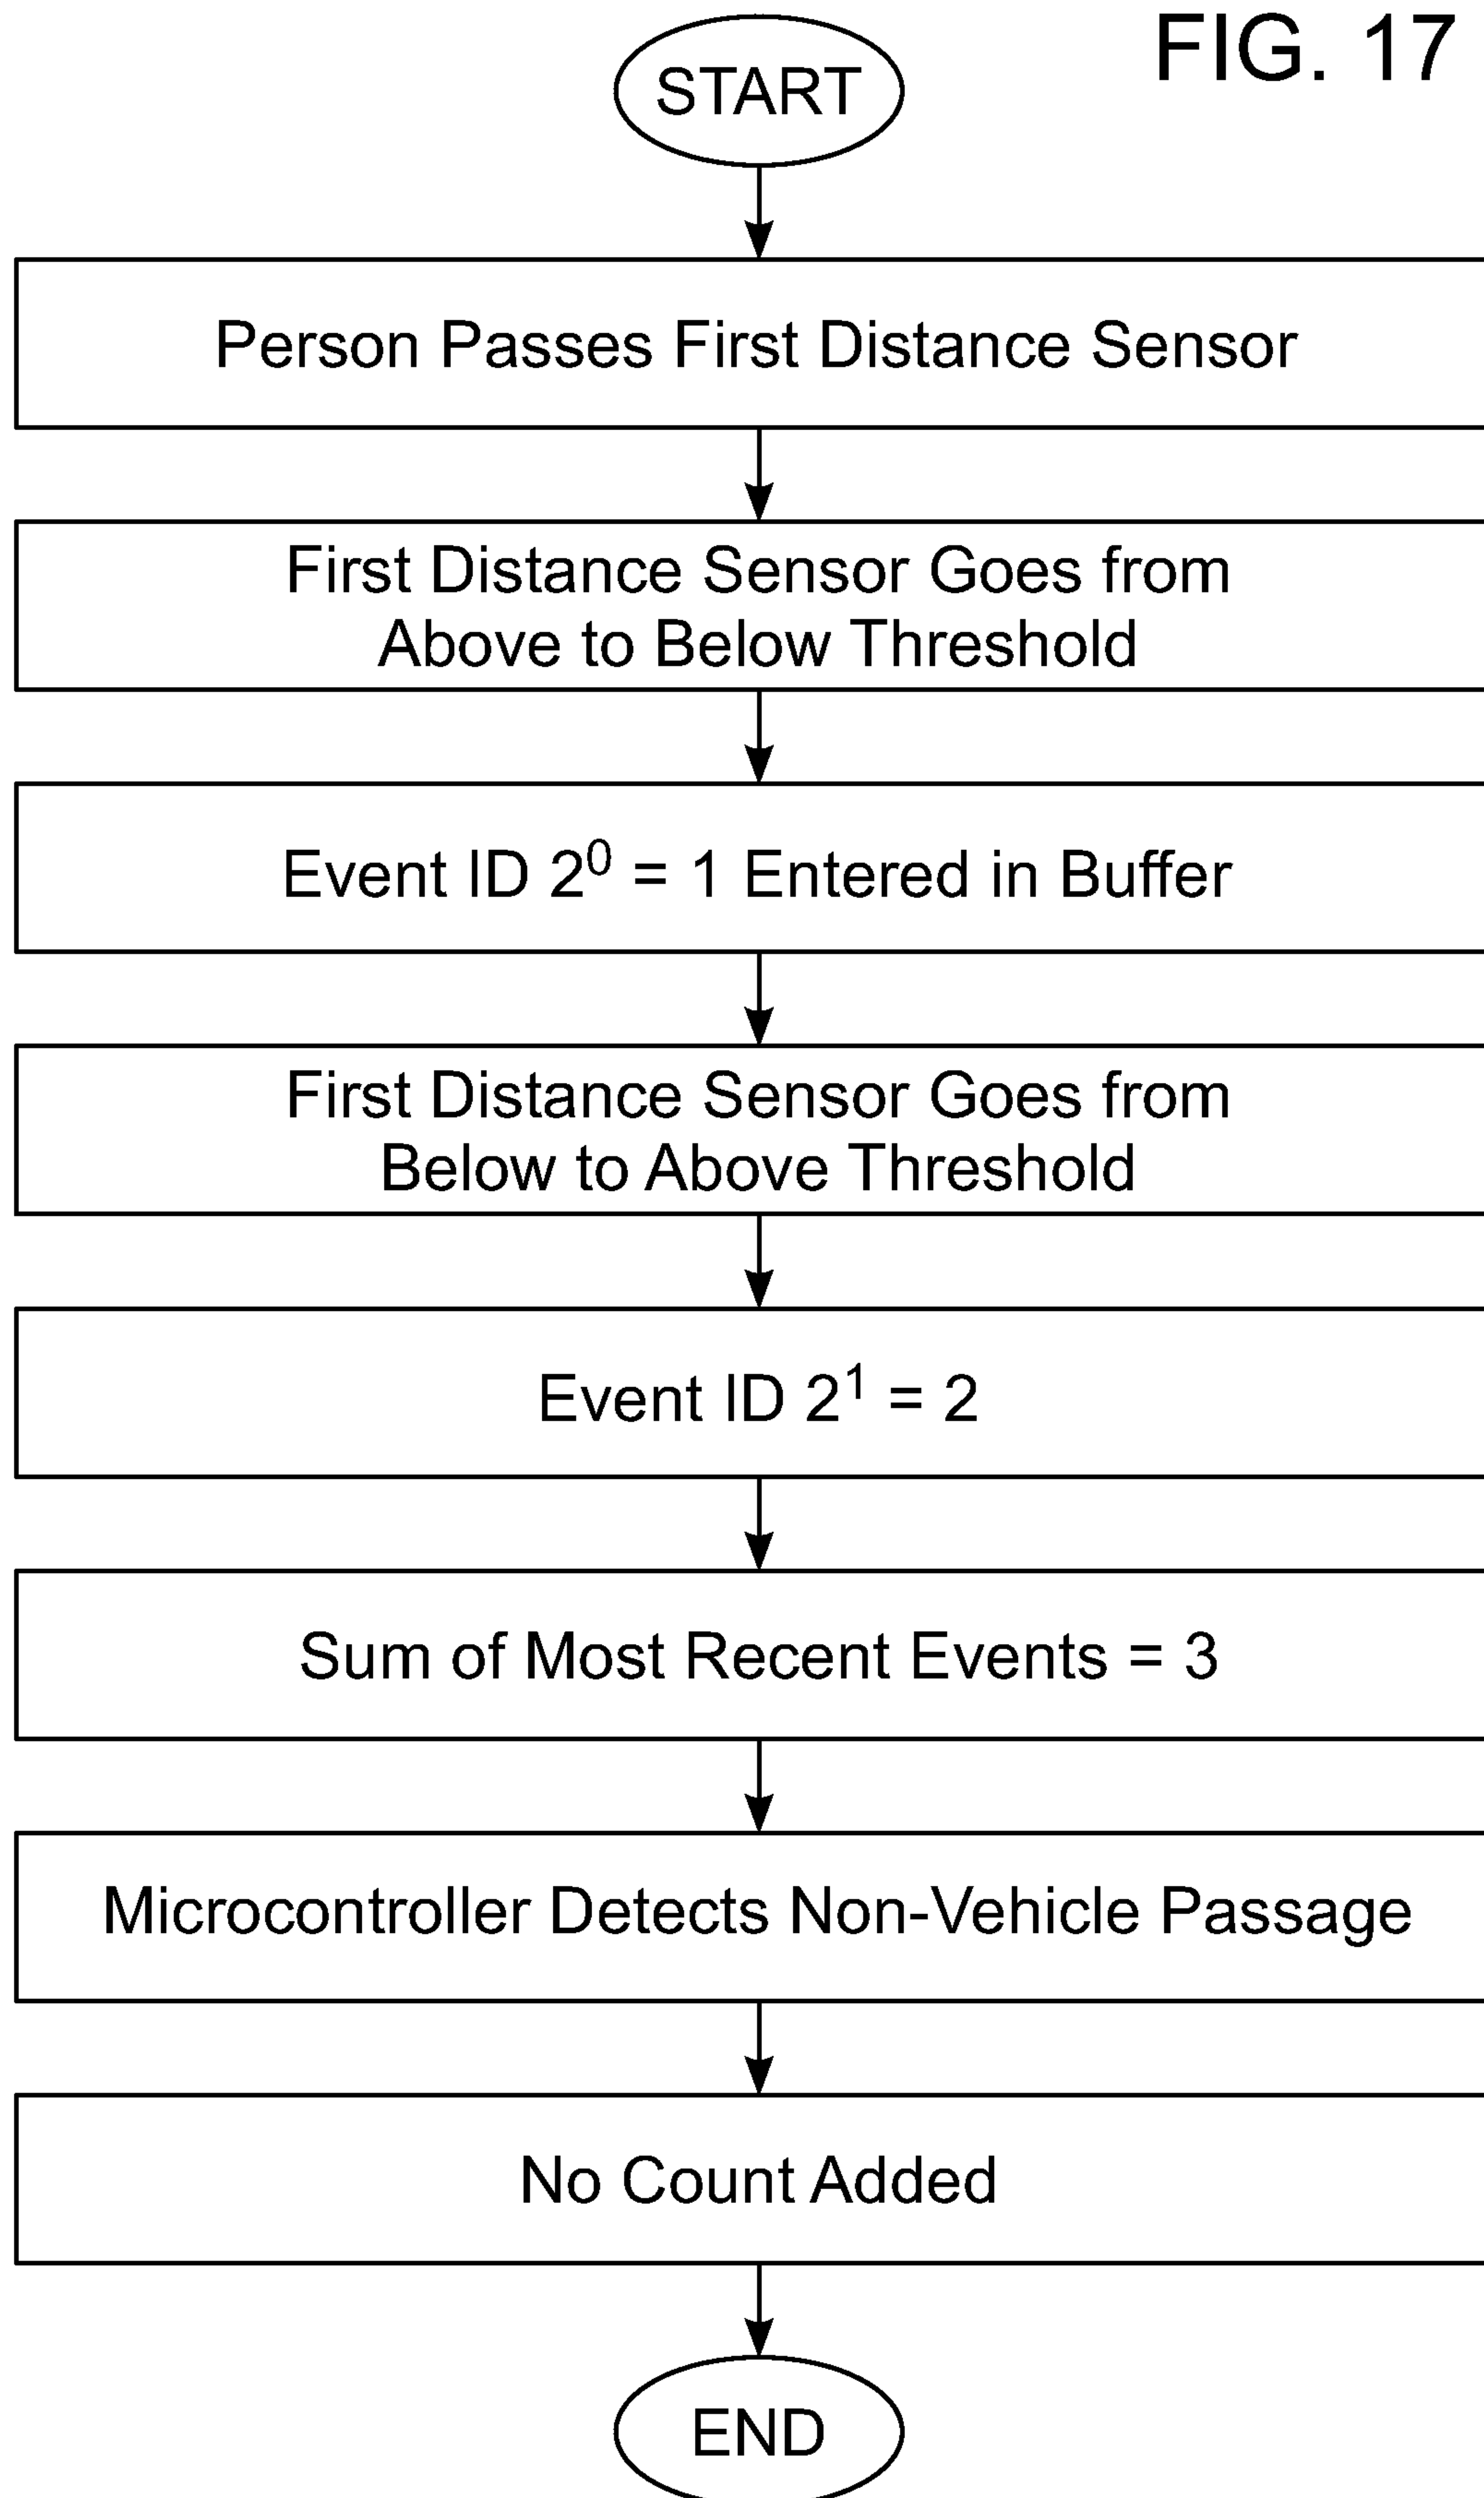 FIG. 17
START
Person Passes First Distance Sensor
First Distance Sensor Goes from
Above to Below Threshold
Event ID 2⁰ = 1 Entered in Buffer
First Distance Sensor Goes from
Below to Above Threshold
Event ID 2¹ = 2
Sum of Most Recent Events = 3
Microcontroller Detects Non-Vehicle Passage
No Count Added
END